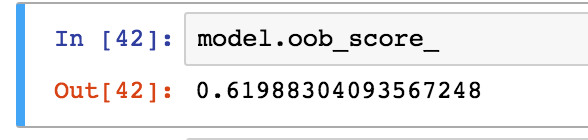 In [42]: model.oob_score_
Out[42]: 0.61988304093567248